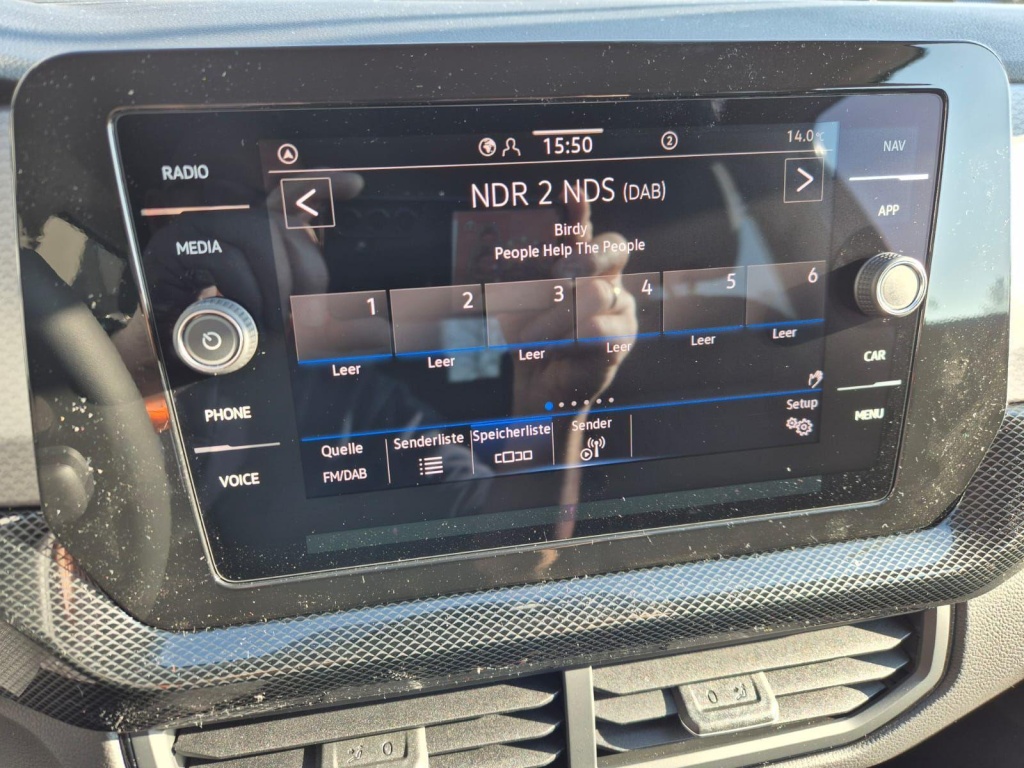 15:50
2
14.0°C
RADIO
MEDIA
PHONE
VOICE
NAV
APP
CAR
MENU
NDR 2 NDS (DAB)
Birdy
People Help The People
1 2 3 4 5 6
Leer Leer Leer Leer Leer Leer
Quelle Senderliste Speicherliste Sender Setup
FM/DAB
0
0